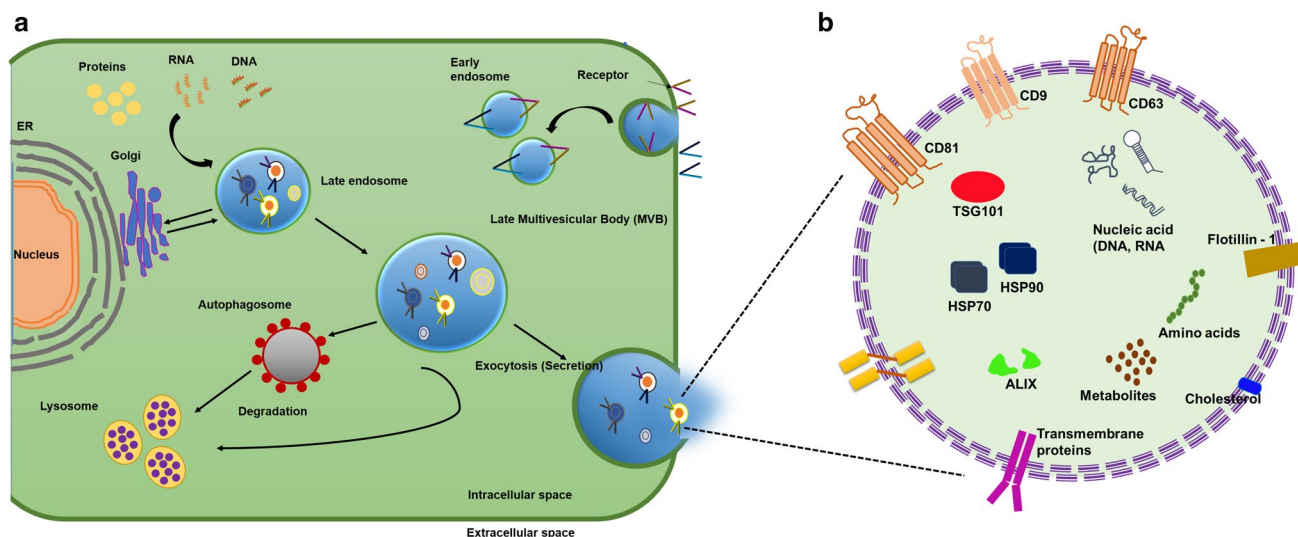 a
Proteins
RNA
DNA
Early
endosome
Receptor
ER
Golgi
Late endosome
Late Multivesicular Body (MVB)
Nucleus
Autophagosome
Exocytosis (Secretion)
Lysosome
Degradation
Intracellular space
Extracellular space
b
CD9
CD63
CD81
TSG101
Nucleic acid
(DNA, RNA
Flotillin - 1
HSP70
HSP90
Amino acids
ALIX
Metabolites
Cholesterol
Transmembrane
proteins